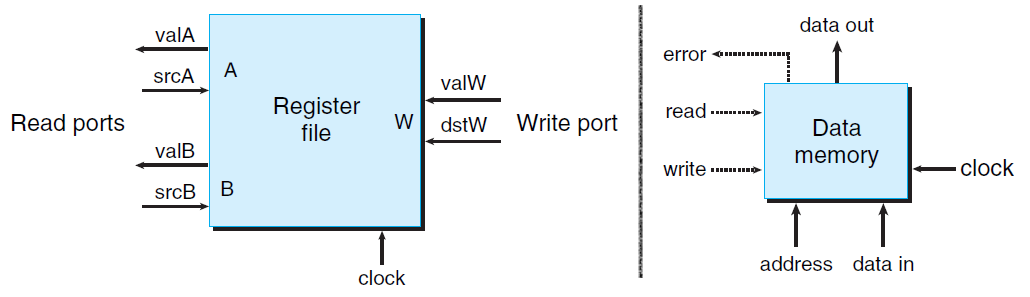 valA
srcA
A
Read ports
valB
srcB
B
Register
file
W
valW
dstW
Write port
clock
data out
error
read
write
Data
memory
clock
address
data in